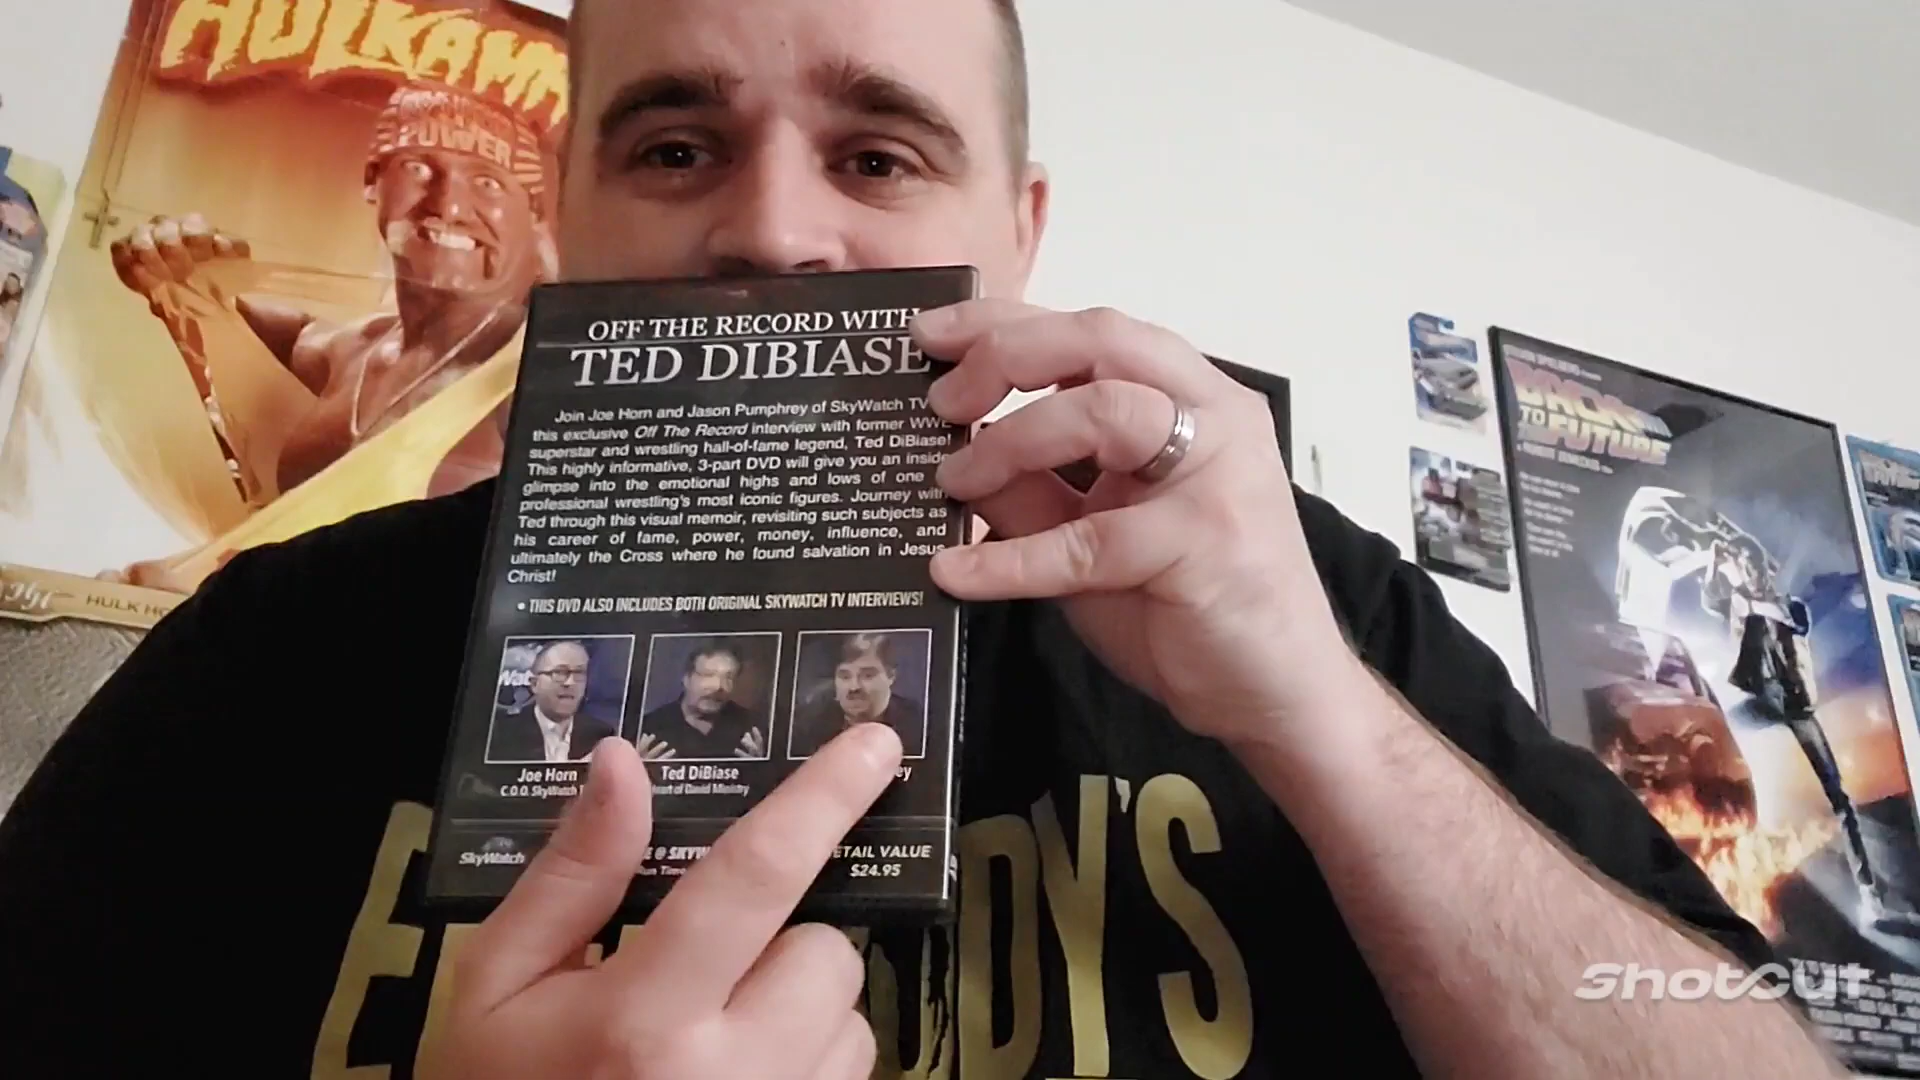 HULKAMA
POWER
OFF THE RECORD WITH
TED DIBIASE
Join Joe Horn and Jason Pumphrey of SkyWatch TV
this exclusive Off The Record interview with former WWE
superstar and wrestling hall-of-fame legend, Ted DiBiase!
This highly informative, 3-part DVD will give you an inside
glimpse into the emotional highs and lows of one
professional wrestling's most iconic figures. Journey with
Ted through this visual memoir, revisiting such subjects as
his career of fame, power, money, influence, and
ultimately the Cross where he found salvation in Jesus
Christ!
• THIS DVD ALSO INCLUDES BOTH ORIGINAL SKYWATCH TV INTERVIEWS!
Wat
Joe Horn
C.O.O. SkyWatch
Ted DiBiase
Heart of David Ministry
ey
SkyWatch
E @ SKYW
Run Time
ETAIL VALUE
$24.95
HULK HO
BACK
TO THE
FUTURE
E
ODY'S
ShotCut